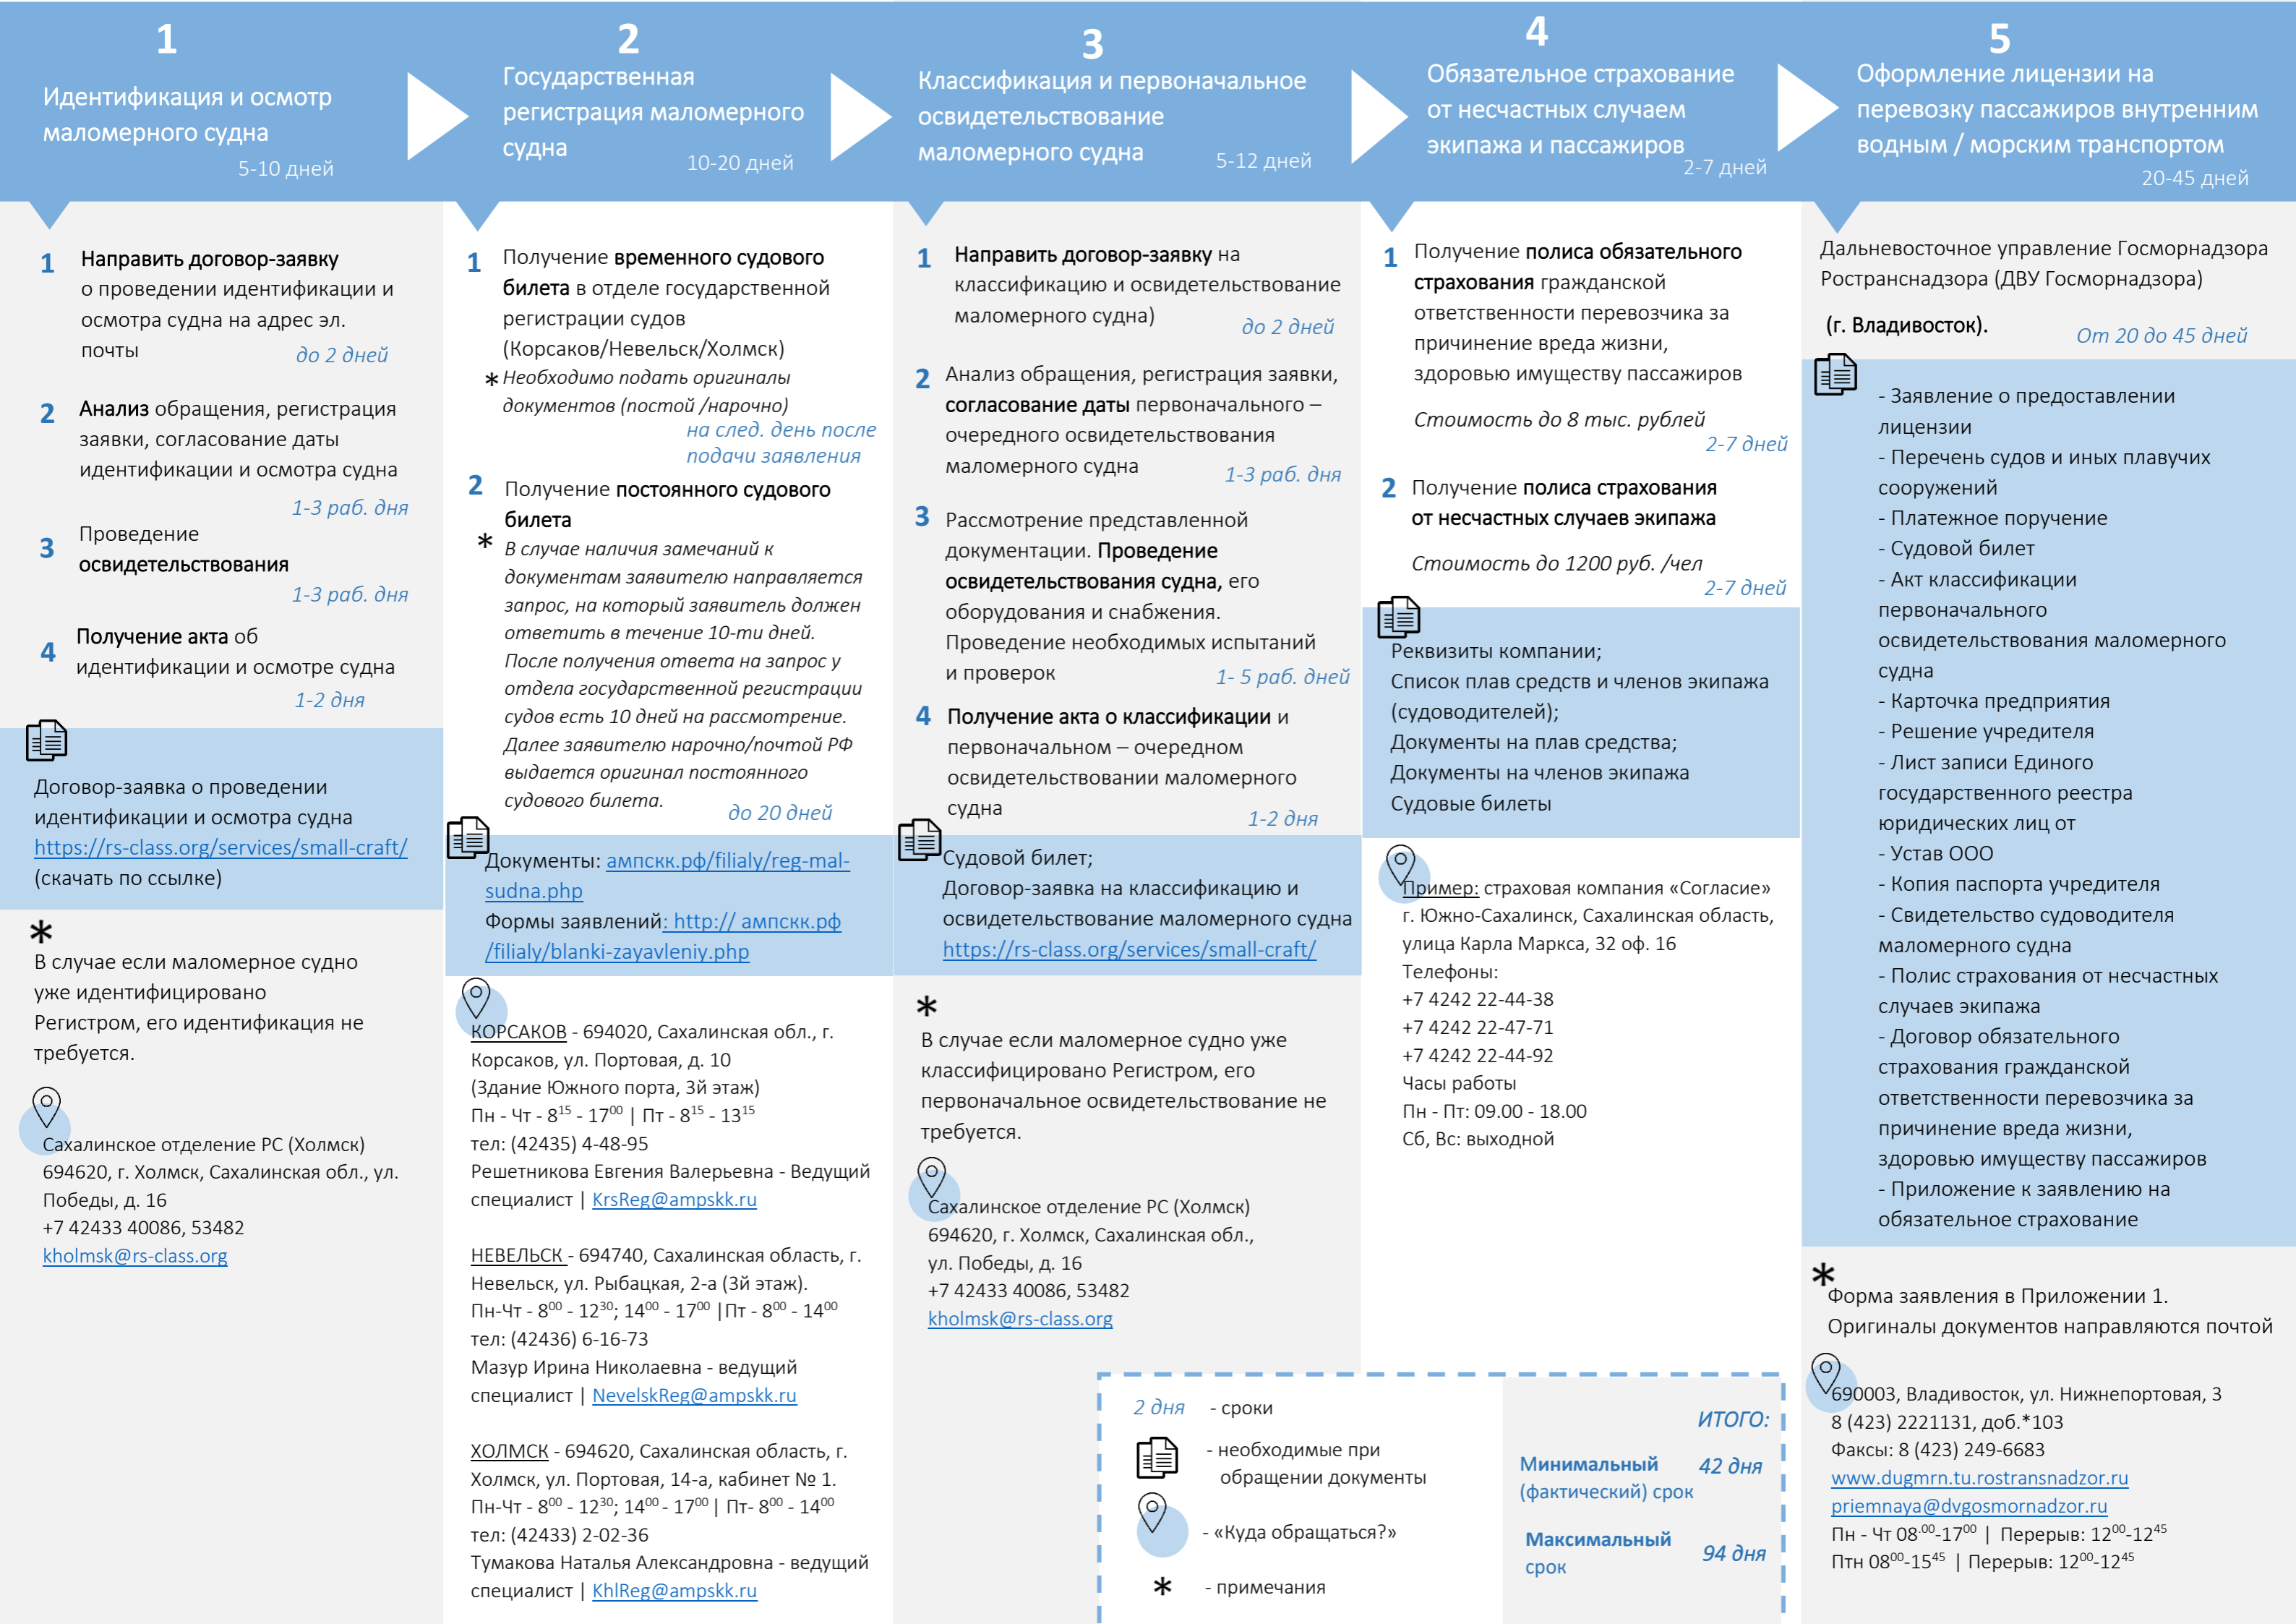 1
Идентификация и осмотр
маломерного судна
5-10 дней
2
Государственная
регистрация маломерного
судна
10-20 дней
3
Классификация и первоначальное
освидетельствование
маломерного судна
5-12 дней
4
Обязательное страхование
от несчастных случаем
экипажа и пассажиров
2-7 дней
5
Оформление лицензии на
перевозку пассажиров внутренним
водным / морским транспортом
20-45 дней
1
Направить договор-заявку
о проведении идентификации и
осмотра судна на адрес эл.
почты
до 2 дней
2
Анализ обращения, регистрация
заявки, согласование даты
идентификации и осмотра судна
1-3 раб. дня
3
Проведение
освидетельствования
1-3 раб. дня
4
Получение акта об
идентификации и осмотре судна
1-2 дня
Договор-заявка о проведении
идентификации и осмотра судна
https://rs-class.org/services/small-craft/
(скачать по ссылке)
*
В случае если маломерное судно
уже идентифицировано
Регистром, его идентификация не
требуется.
Сахалинское отделение РС (Холмск)
694620, г. Холмск, Сахалинская обл., ул.
Победы, д. 16
+7 42433 40086, 53482
kholmsk@rs-class.org
1
Получение временного судового
билета в отделе государственной
регистрации судов
(Корсаков/Невельск/Холмск)
* Необходимо подать оригиналы
документов (постой /нарочно)
на след. день после
подачи заявления
2
Получение постоянного судового
билета
* В случае наличия замечаний к
документам заявителю направляется
запрос, на который заявитель должен
ответить в течение 10-ти дней.
После получения ответа на запрос у
отдела государственной регистрации
судов есть 10 дней на рассмотрение.
Далее заявителю нарочно/почтой РФ
выдается оригинал постоянного
судового билета.
до 20 дней
Документы: ампскк.рф/filialy/reg-mal-
sudna.php
Формы заявлений: http:// ампскк.рф
/filialy/blanki-zayavleniy.php
КОРСАКОВ - 694020, Сахалинская обл., г.
Корсаков, ул. Портовая, д. 10
(Здание Южного порта, 3й этаж)
Пн - Чт - 8¹⁵ - 17⁰⁰ | Пт - 8¹⁵ - 13¹⁵
тел: (42435) 4-48-95
Решетникова Евгения Валерьевна - Ведущий
специалист | KrsReg@ampskk.ru
НЕВЕЛЬСК - 694740, Сахалинская область, г.
Невельск, ул. Рыбацкая, 2-а (3й этаж).
Пн-Чт - 8⁰⁰ - 12³⁰; 14⁰⁰ - 17⁰⁰ |Пт - 8⁰⁰ - 14⁰⁰
тел: (42436) 6-16-73
Мазур Ирина Николаевна - ведущий
специалист | NevelskReg@ampskk.ru
ХОЛМСК - 694620, Сахалинская область, г.
Холмск, ул. Портовая, 14-а, кабинет № 1.
Пн-Чт - 8⁰⁰ - 12³⁰; 14⁰⁰ - 17⁰⁰ | Пт- 8⁰⁰ - 14⁰⁰
тел: (42433) 2-02-36
Тумакова Наталья Александровна - ведущий
специалист | KhlReg@ampskk.ru
1
Направить договор-заявку на
классификацию и освидетельствование
маломерного судна)
до 2 дней
2
Анализ обращения, регистрация заявки,
согласование даты первоначального –
очередного освидетельствования
маломерного судна
1-3 раб. дня
3
Рассмотрение представленной
документации. Проведение
освидетельствования судна, его
оборудования и снабжения.
Проведение необходимых испытаний
и проверок
1- 5 раб. дней
4
Получение акта о классификации и
первоначальном – очередном
освидетельствовании маломерного
судна
1-2 дня
Судовой билет;
Договор-заявка на классификацию и
освидетельствование маломерного судна
https://rs-class.org/services/small-craft/
*
В случае если маломерное судно уже
классифицировано Регистром, его
первоначальное освидетельствование не
требуется.
Сахалинское отделение РС (Холмск)
694620, г. Холмск, Сахалинская обл.,
ул. Победы, д. 16
+7 42433 40086, 53482
kholmsk@rs-class.org
1
Получение полиса обязательного
страхования гражданской
ответственности перевозчика за
причинение вреда жизни,
здоровью имуществу пассажиров
Стоимость до 8 тыс. рублей
2-7 дней
2
Получение полиса страхования
от несчастных случаев экипажа
Стоимость до 1200 руб. /чел
2-7 дней
Реквизиты компании;
Список плав средств и членов экипажа
(судоводителей);
Документы на плав средства;
Документы на членов экипажа
Судовые билеты
Пример: страховая компания «Согласие»
г. Южно-Сахалинск, Сахалинская область,
улица Карла Маркса, 32 оф. 16
Телефоны:
+7 4242 22-44-38
+7 4242 22-47-71
+7 4242 22-44-92
Часы работы
Пн - Пт: 09.00 - 18.00
Сб, Вс: выходной
Дальневосточное управление Госморнадзора
Ространснадзора (ДВУ Госморнадзора)
(г. Владивосток).
От 20 до 45 дней
- Заявление о предоставлении
лицензии
- Перечень судов и иных плавучих
сооружений
- Платежное поручение
- Судовой билет
- Акт классификации
первоначального
освидетельствования маломерного
судна
- Карточка предприятия
- Решение учредителя
- Лист записи Единого
государственного реестра
юридических лиц от
- Устав ООО
- Копия паспорта учредителя
- Свидетельство судоводителя
маломерного судна
- Полис страхования от несчастных
случаев экипажа
- Договор обязательного
страхования гражданской
ответственности перевозчика за
причинение вреда жизни,
здоровью имуществу пассажиров
- Приложение к заявлению на
обязательное страхование
*
Форма заявления в Приложении 1.
Оригиналы документов направляются почтой
690003, Владивосток, ул. Нижнепортовая, 3
8 (423) 2221131, доб.*103
Факсы: 8 (423) 249-6683
www.dugmrn.tu.rostransnadzor.ru
priemnaya@dvgosmornadzor.ru
Пн - Чт 08.⁰⁰-17⁰⁰ | Перерыв: 12⁰⁰-12⁴⁵
Птн 08⁰⁰-15⁴⁵ | Перерыв: 12⁰⁰-12⁴⁵
2 дня - сроки
- необходимые при
обращении документы
- «Куда обращаться?»
* - примечания
ИТОГО:
Минимальный 42 дня
(фактический) срок
Максимальный 94 дня
срок